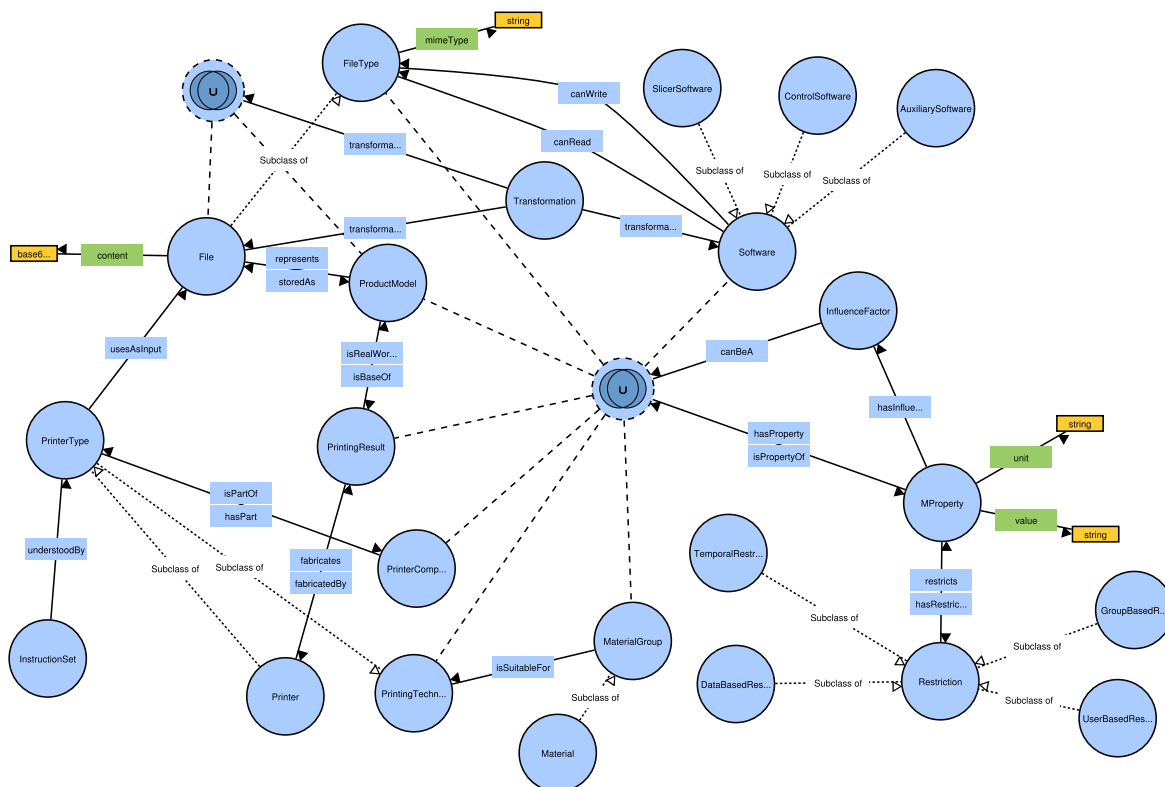 string
mimeType
FileType
SlicerSoftware
ControlSoftware
AuxiliarySoftware
∪
canWrite
canRead
transforma...
Subclass of
Subclass of
Subclass of
Subclass of
Transformation
transforma...
transforma...
Software
base6...
content
File
represents
storedAs
ProductModel
InfluenceFactor
usesAsInput
isRealWor...
isBaseOf
canBeA
∪
hasInflue...
PrinterType
PrintingResult
hasProperty
isPropertyOf
string
unit
MProperty
value
string
isPartOf
hasPart
understoodBy
Subclass of
Subclass of
fabricates
fabricatedBy
PrinterComp...
TemporalRestr...
restricts
hasRestric...
GroupBasedR...
Subclass of
Subclass of
InstructionSet
Printer
PrintingTechn...
isSuitableFor
MaterialGroup
Subclass of
Material
DataBasedRes...
Subclass of
Restriction
Subclass of
UserBasedRes...